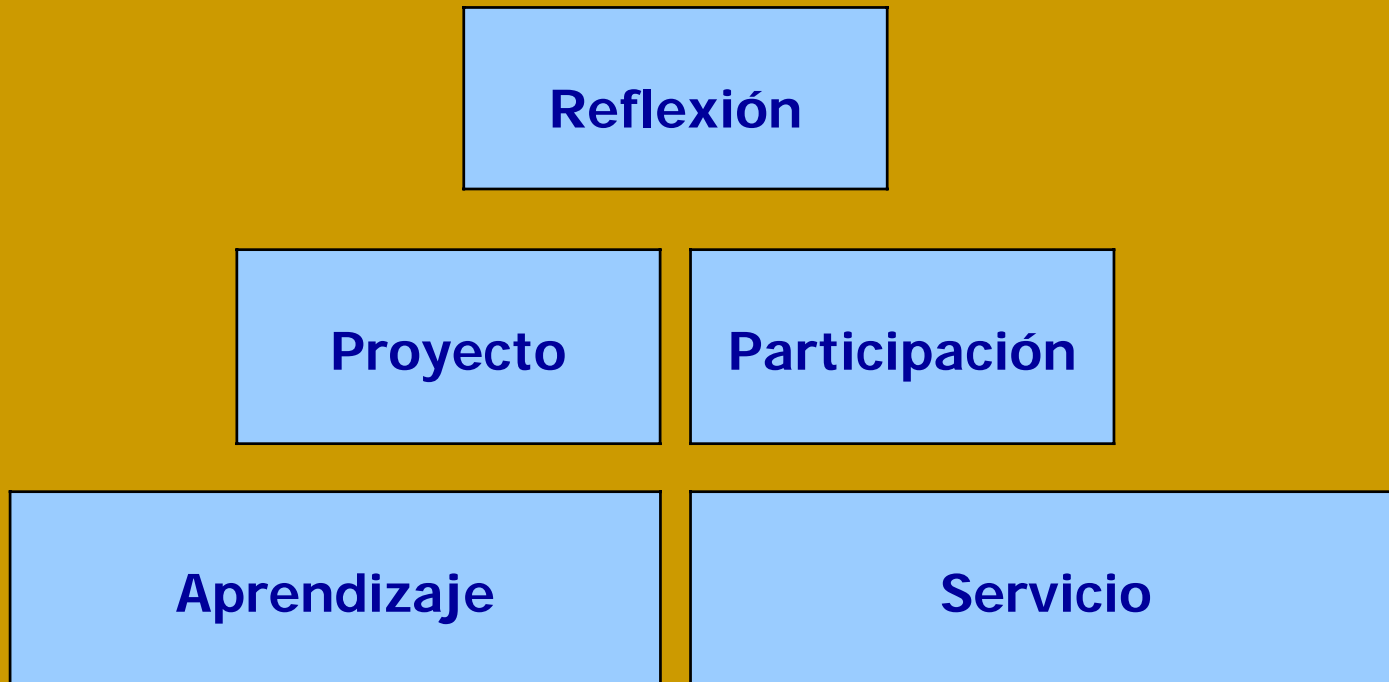 Reflexión
Proyecto
Participación
Aprendizaje
Servicio